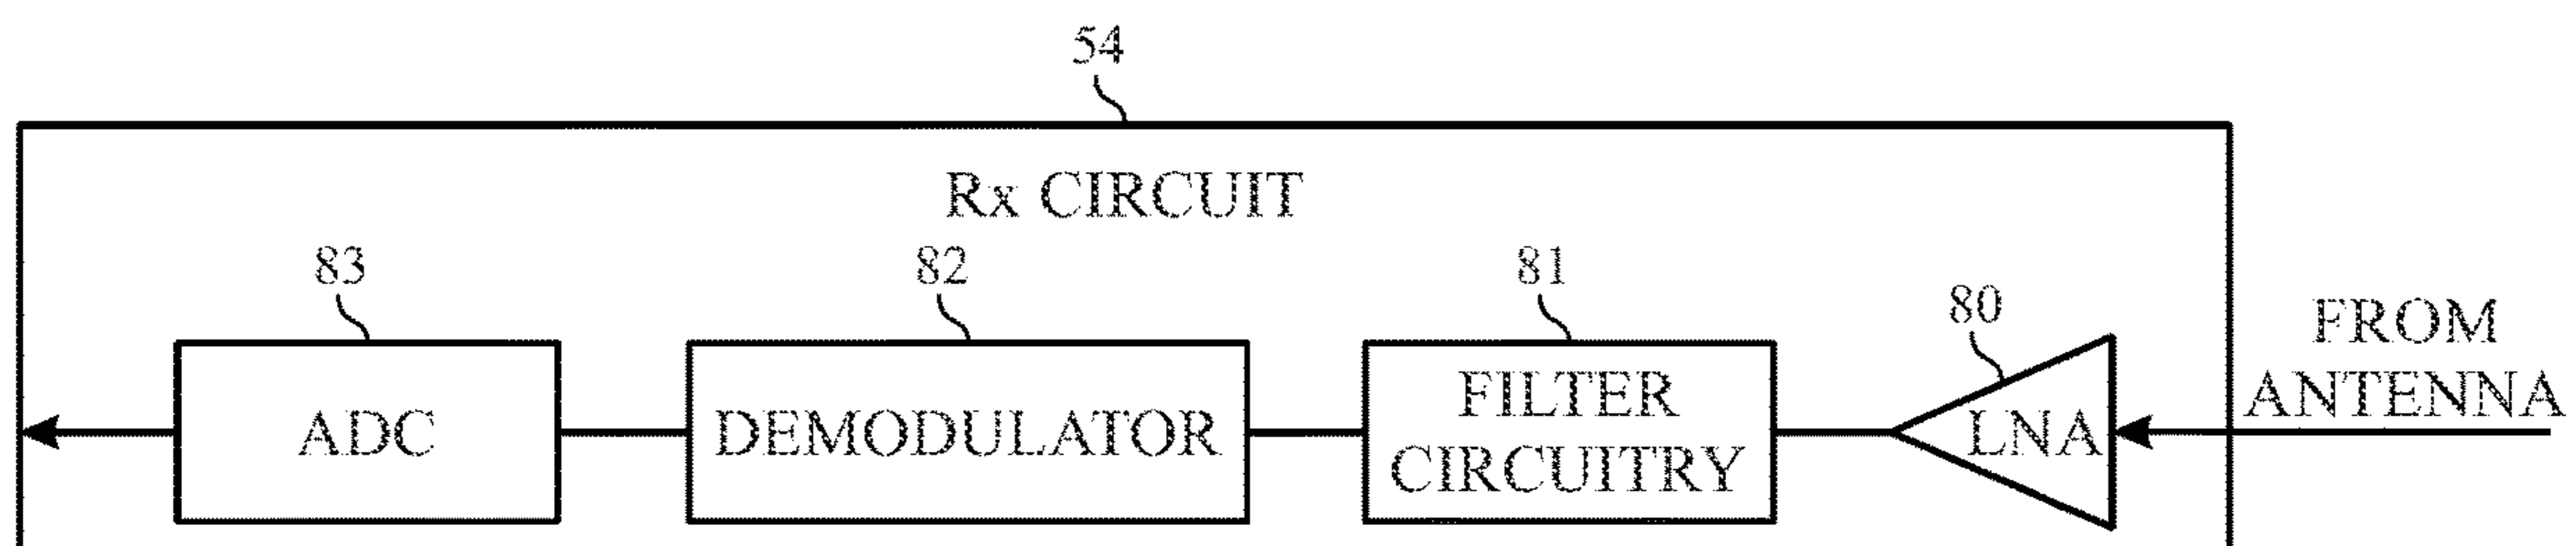 54
Rx CIRCUIT
83
82
81
80
FROM
ANTENNA
ADC
DEMODULATOR
FILTER
CIRCUITRY
LNA